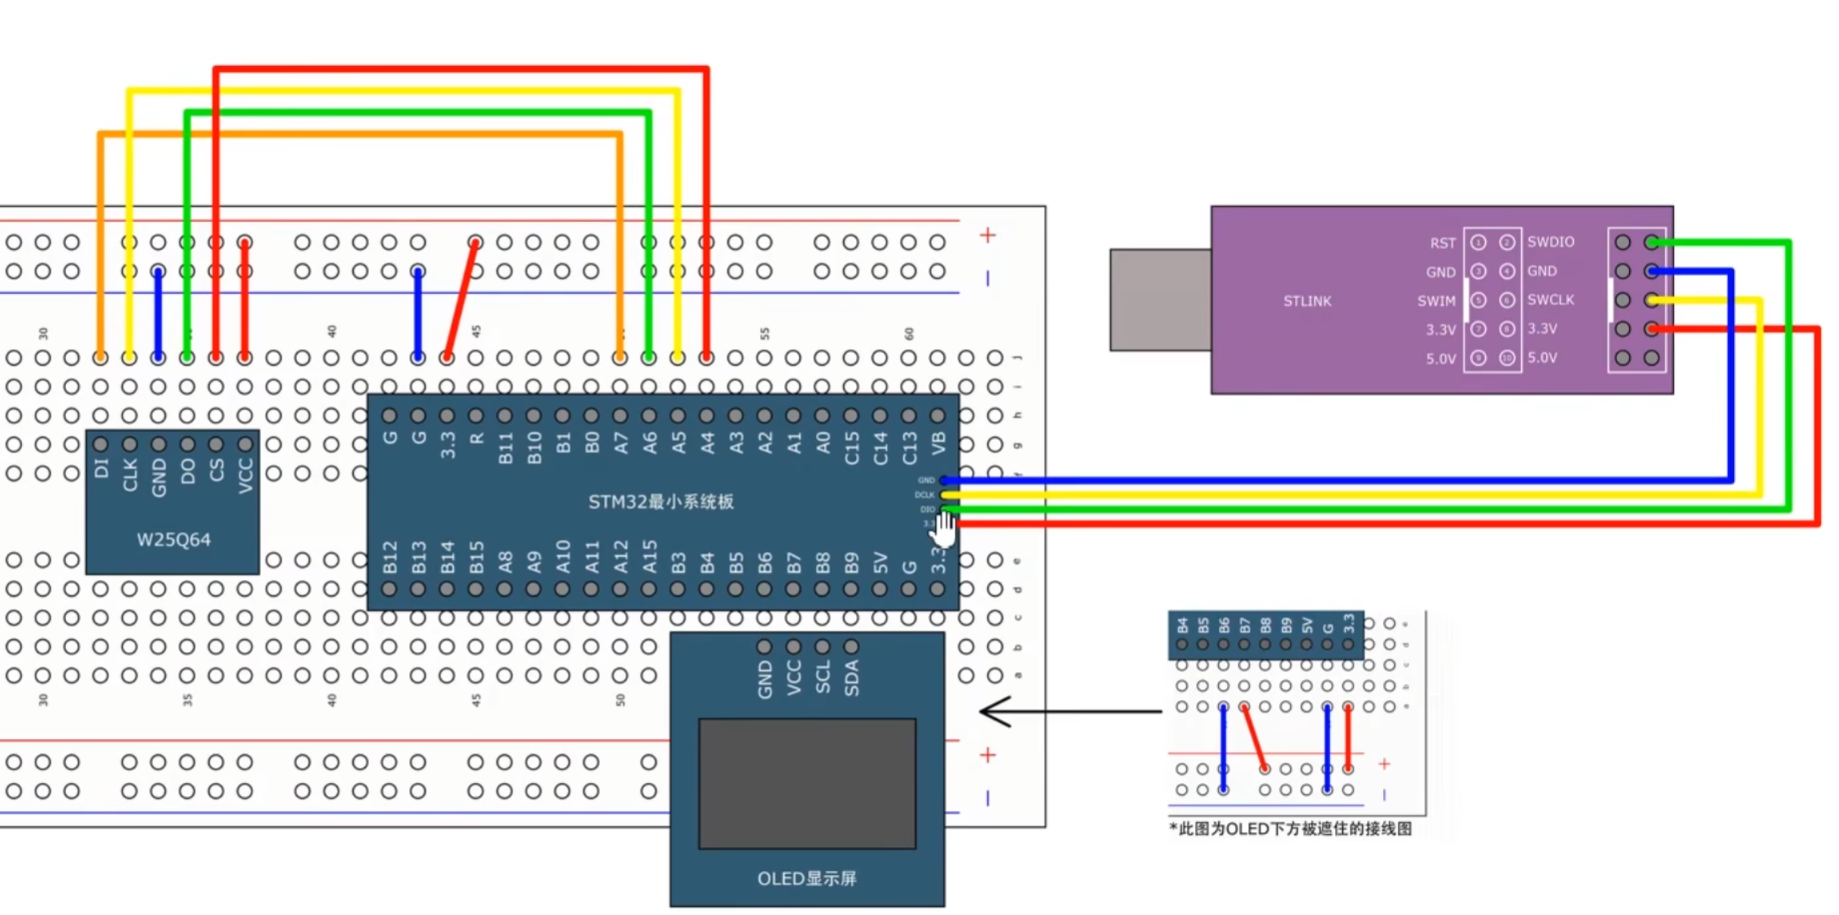 +
−
30
40
45
55
60
j
i
h
g
f
DI CLK GND DO CS VCC
W25Q64
G G 3.3 R B11 B10 B1 B0 A7 A6 A5 A4 A3 A2 A1 A0 C15 C14 C13 VB
GND
DCLK
DIO
3.3
STM32最小系统板
B12 B13 B14 B15 A8 A9 A10 A11 A12 A15 B3 B4 B5 B6 B7 B8 B9 5V G 3.3
e
d
c
b
a
30 35 40 45 50
+
−
GND VCC SCL SDA
OLED显示屏
STLINK
RST 1 2 SWDIO
GND 3 4 GND
SWIM 5 6 SWCLK
3.3V 7 8 3.3V
5.0V 9 10 5.0V
B4 B5 B6 B7 B8 B9 5V G 3.3
e
d
c
b
a
+
−
*此图为OLED下方被遮住的接线图